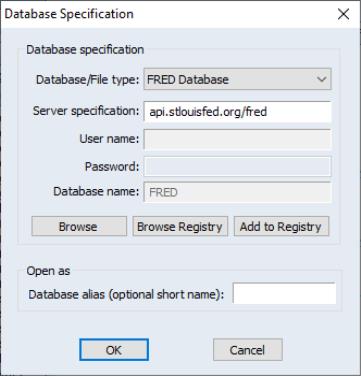 Database Specification
Database specification
Database/File type: FRED Database
Server specification: api.stlouisfed.org/fred
User name:
Password:
Database name: FRED
Browse Browse Registry Add to Registry
Open as
Database alias (optional short name):
OK Cancel